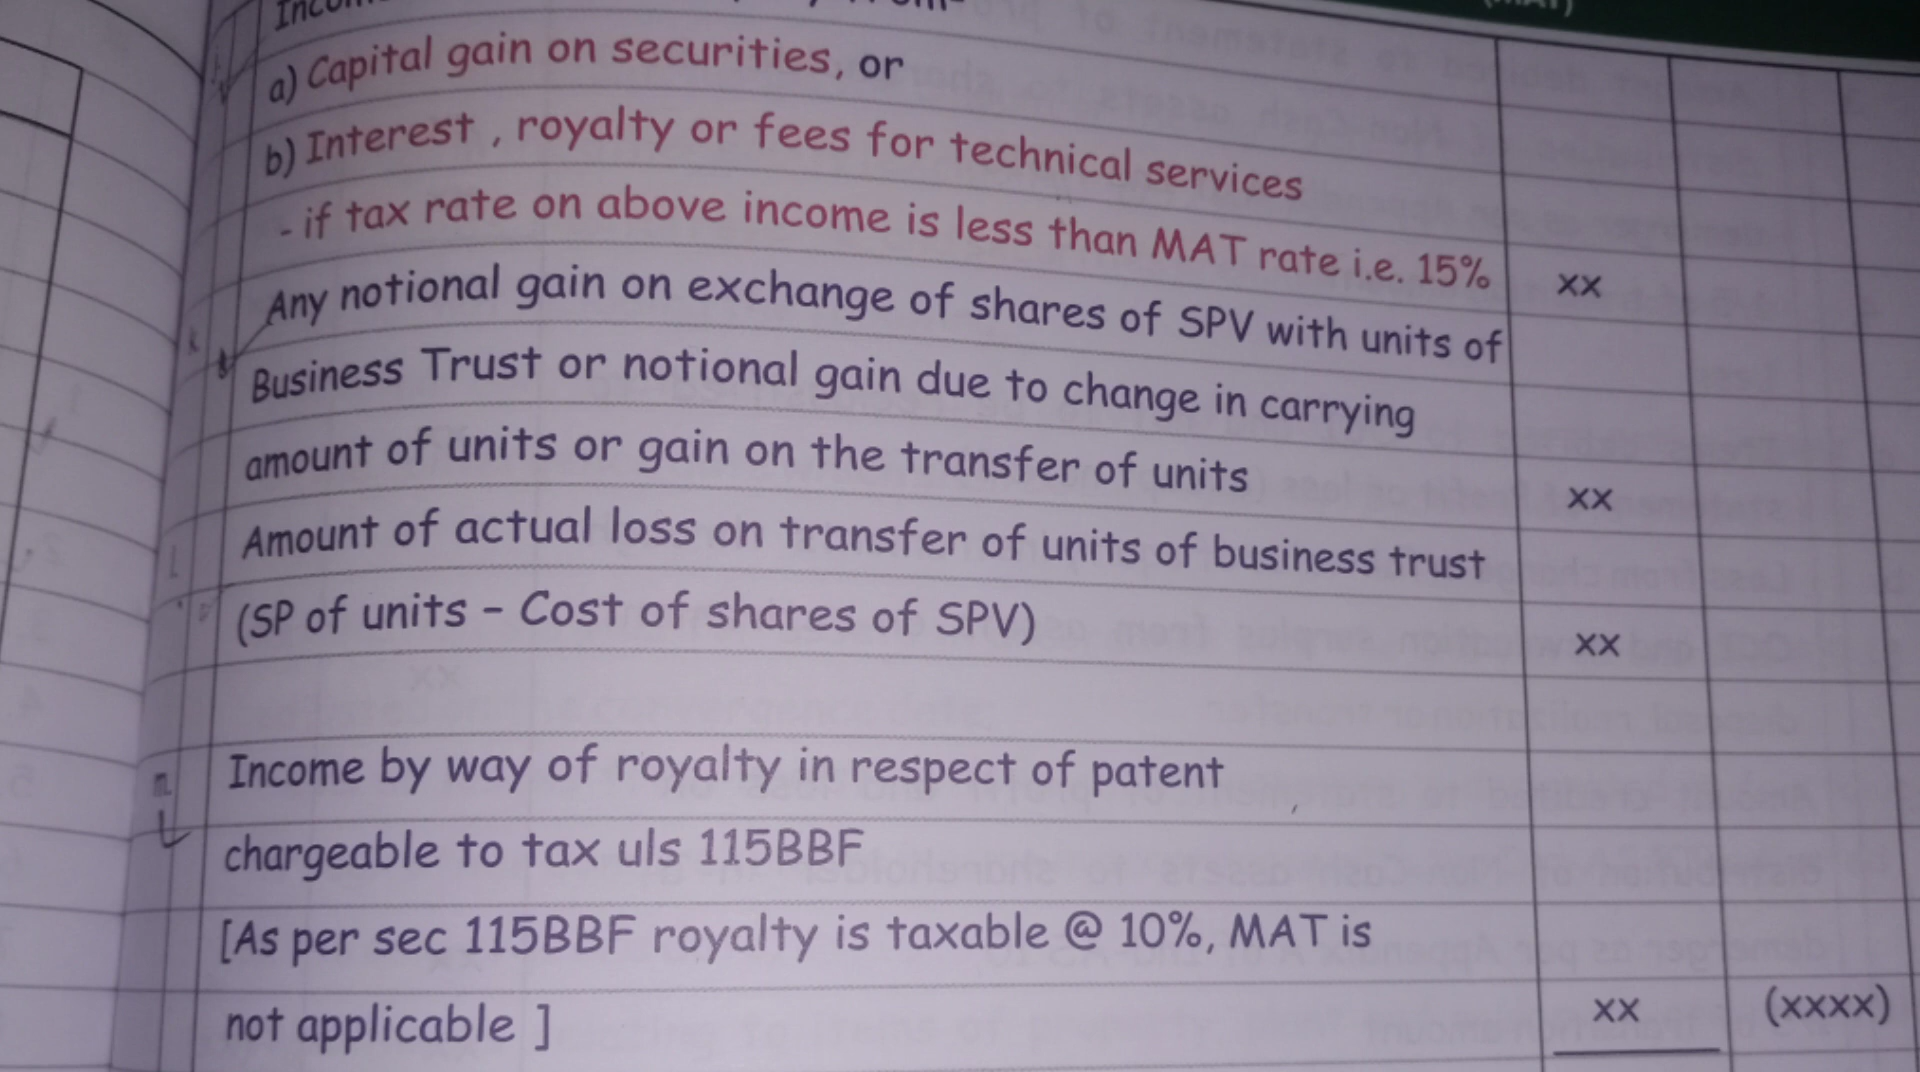 a) Capital gain on securities, or
b) Interest , royalty or fees for technical services
- if tax rate on above income is less than MAT rate i.e. 15% xx
Any notional gain on exchange of shares of SPV with units of
Business Trust or notional gain due to change in carrying
amount of units or gain on the transfer of units xx
Amount of actual loss on transfer of units of business trust
(SP of units - Cost of shares of SPV) xx
Income by way of royalty in respect of patent
chargeable to tax uls 115BBF
[As per sec 115BBF royalty is taxable @ 10%, MAT is
not applicable ] xx (xxxx)